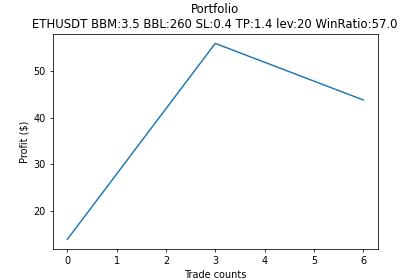 Portfolio
ETHUSDT BBM:3.5 BBL:260 SL:0.4 TP:1.4 lev:20 WinRatio:57.0
Profit ($)
50
40
30
20
0 1 2 3 4 5 6
Trade counts